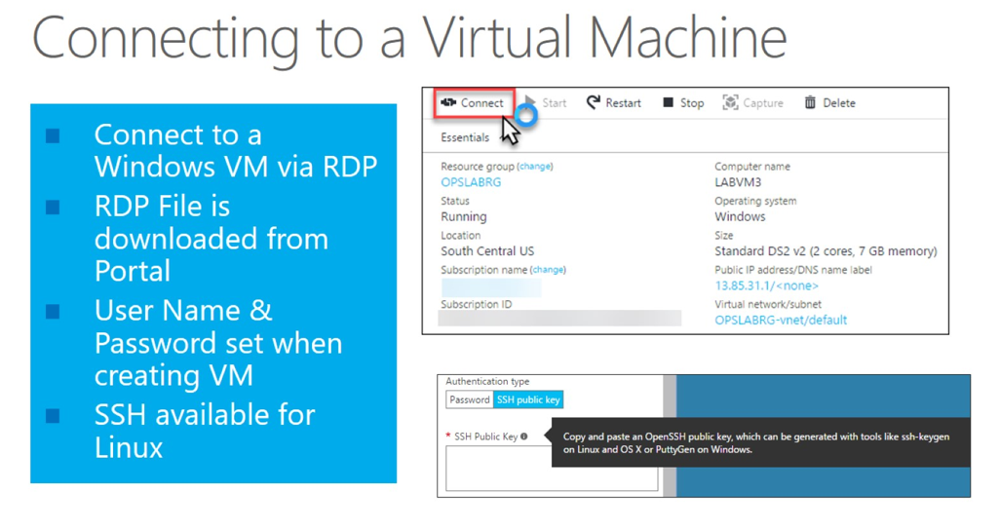 Connecting to a Virtual Machine
Connect to a
Windows VM via RDP
RDP File is
downloaded from
Portal
User Name &
Password set when
creating VM
SSH available for
Linux
Connect Start Restart Stop Capture Delete
Essentials
Resource group (change)
OPSLABRG
Status
Running
Location
South Central US
Subscription name (change)
Subscription ID
Computer name
LABVM3
Operating system
Windows
Size
Standard DS2 v2 (2 cores, 7 GB memory)
Public IP address/DNS name label
13.85.31.1/<none>
Virtual network/subnet
OPSLABRG-vnet/default
Authentication type
Password SSH public key
* SSH Public Key
Copy and paste an OpenSSH public key, which can be generated with tools like ssh-keygen
on Linux and OS X or PuttyGen on Windows.